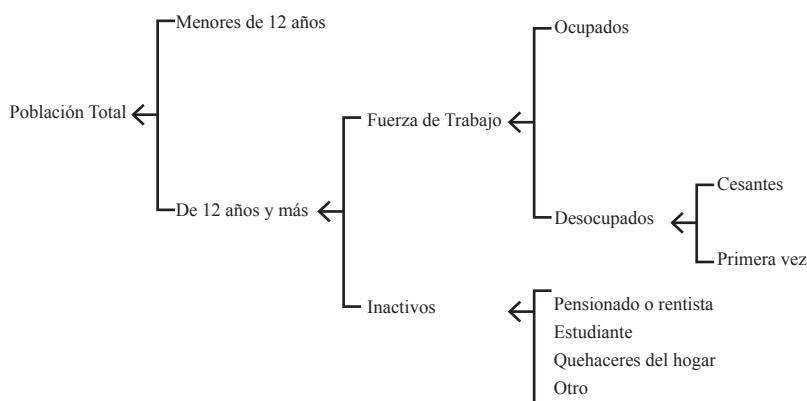 Menores de 12 años
Ocupados
Población Total
Fuerza de Trabajo
Cesantes
De 12 años y más
Desocupados
Primera vez
Inactivos
Pensionado o rentista
Estudiante
Quehaceres del hogar
Otro